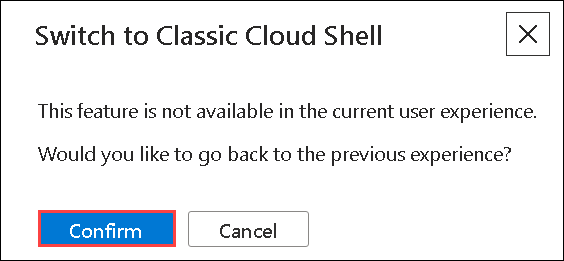 Switch to Classic Cloud Shell
This feature is not available in the current user experience.
Would you like to go back to the previous experience?
Confirm
Cancel